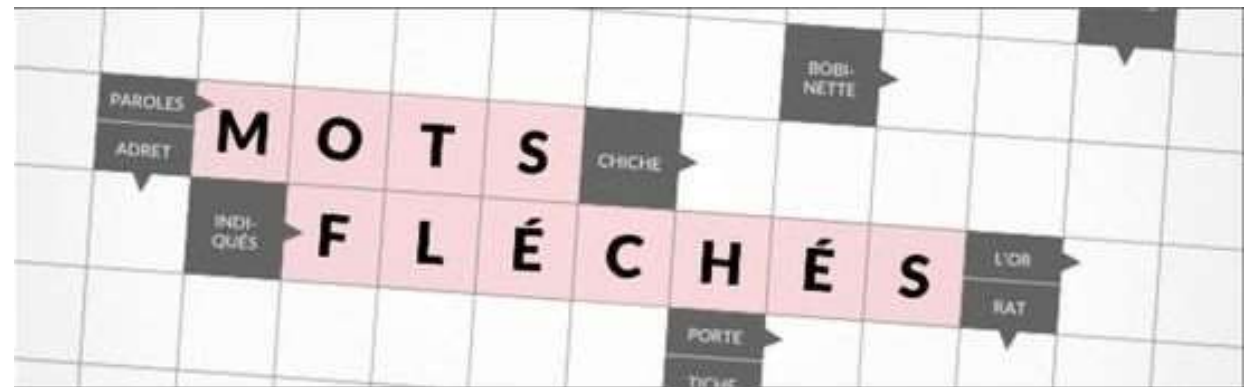 BOBI-
NETTE
PAROLES
MOTS
CHICHE
ADRET
INDI-
QUÉS
FLÉCHÉS
L'OR
RAT
PORTE